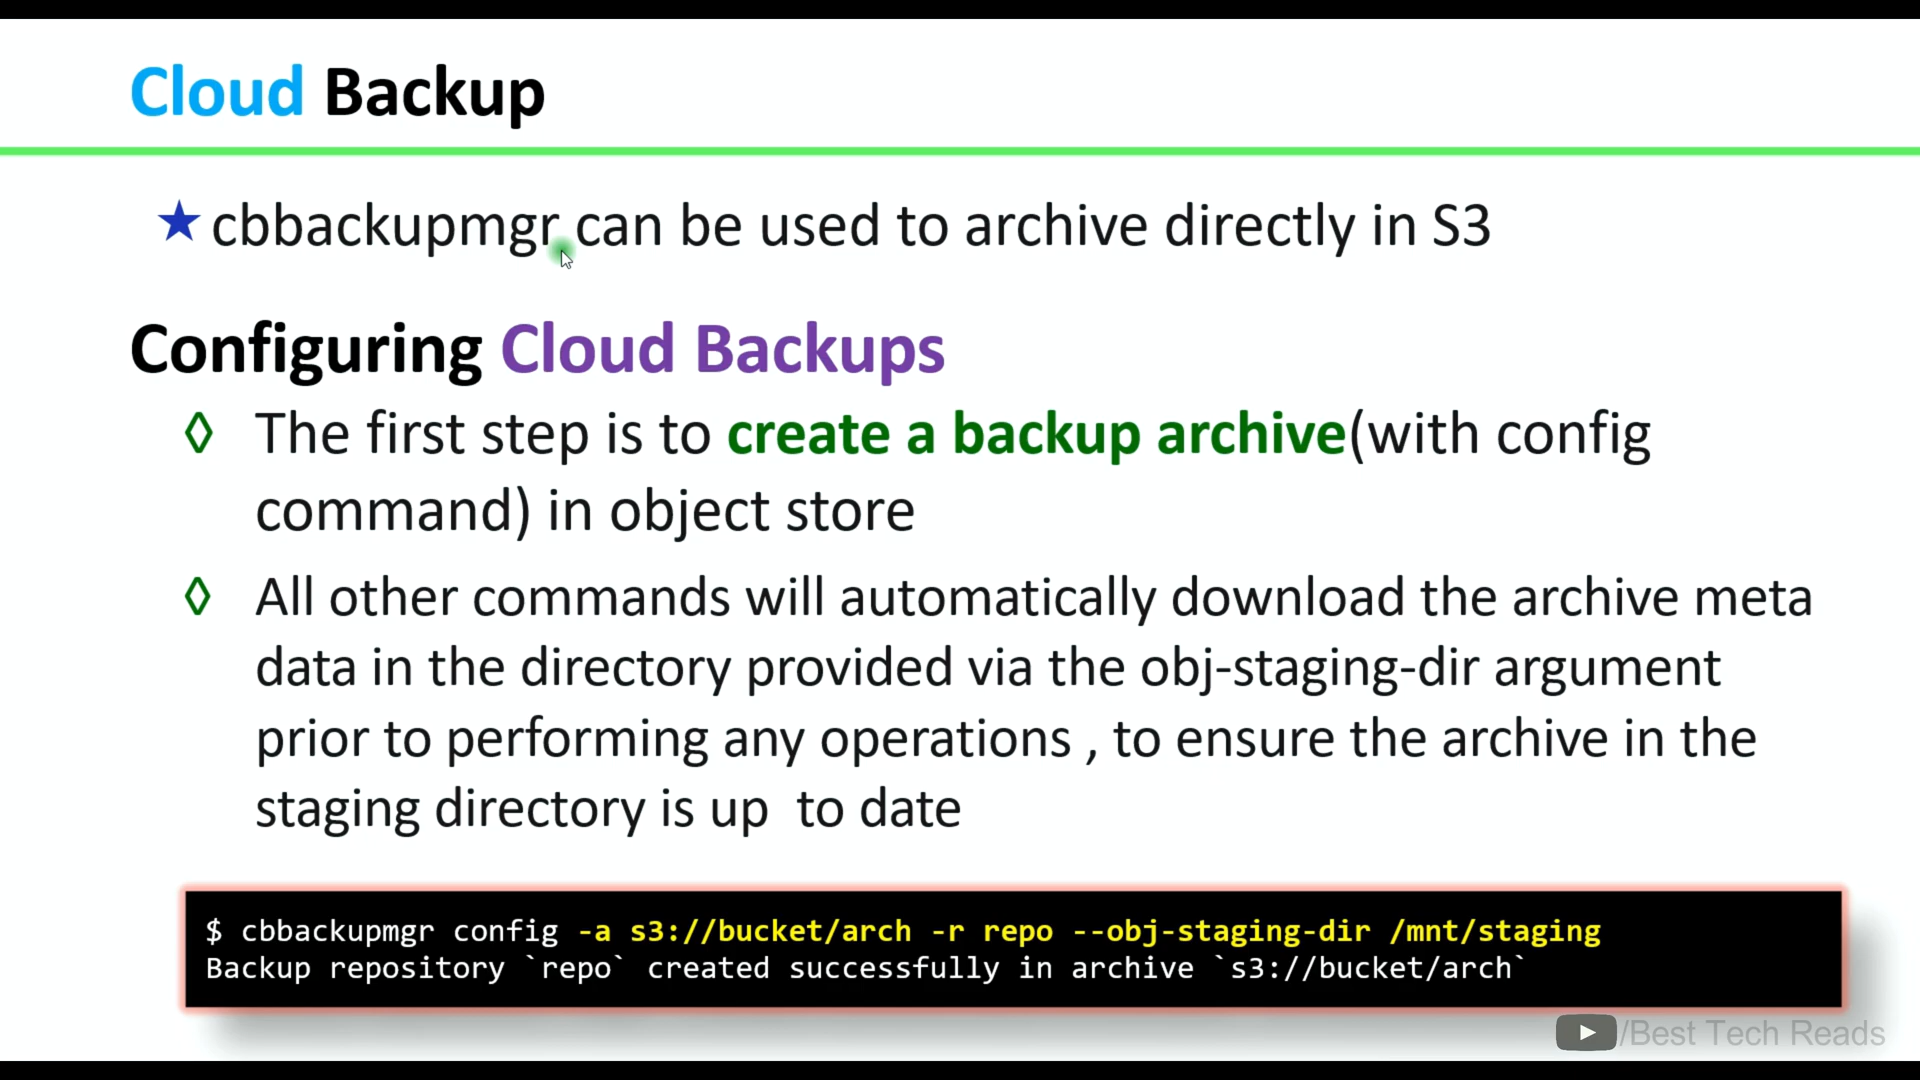 Cloud Backup
★ cbbackupmgr can be used to archive directly in S3
Configuring Cloud Backups
◊ The first step is to create a backup archive(with config
command) in object store
◊ All other commands will automatically download the archive meta
data in the directory provided via the obj-staging-dir argument
prior to performing any operations , to ensure the archive in the
staging directory is up  to date
$ cbbackupmgr config -a s3://bucket/arch -r repo --obj-staging-dir /mnt/staging
Backup repository `repo` created successfully in archive `s3://bucket/arch`
/Best Tech Reads